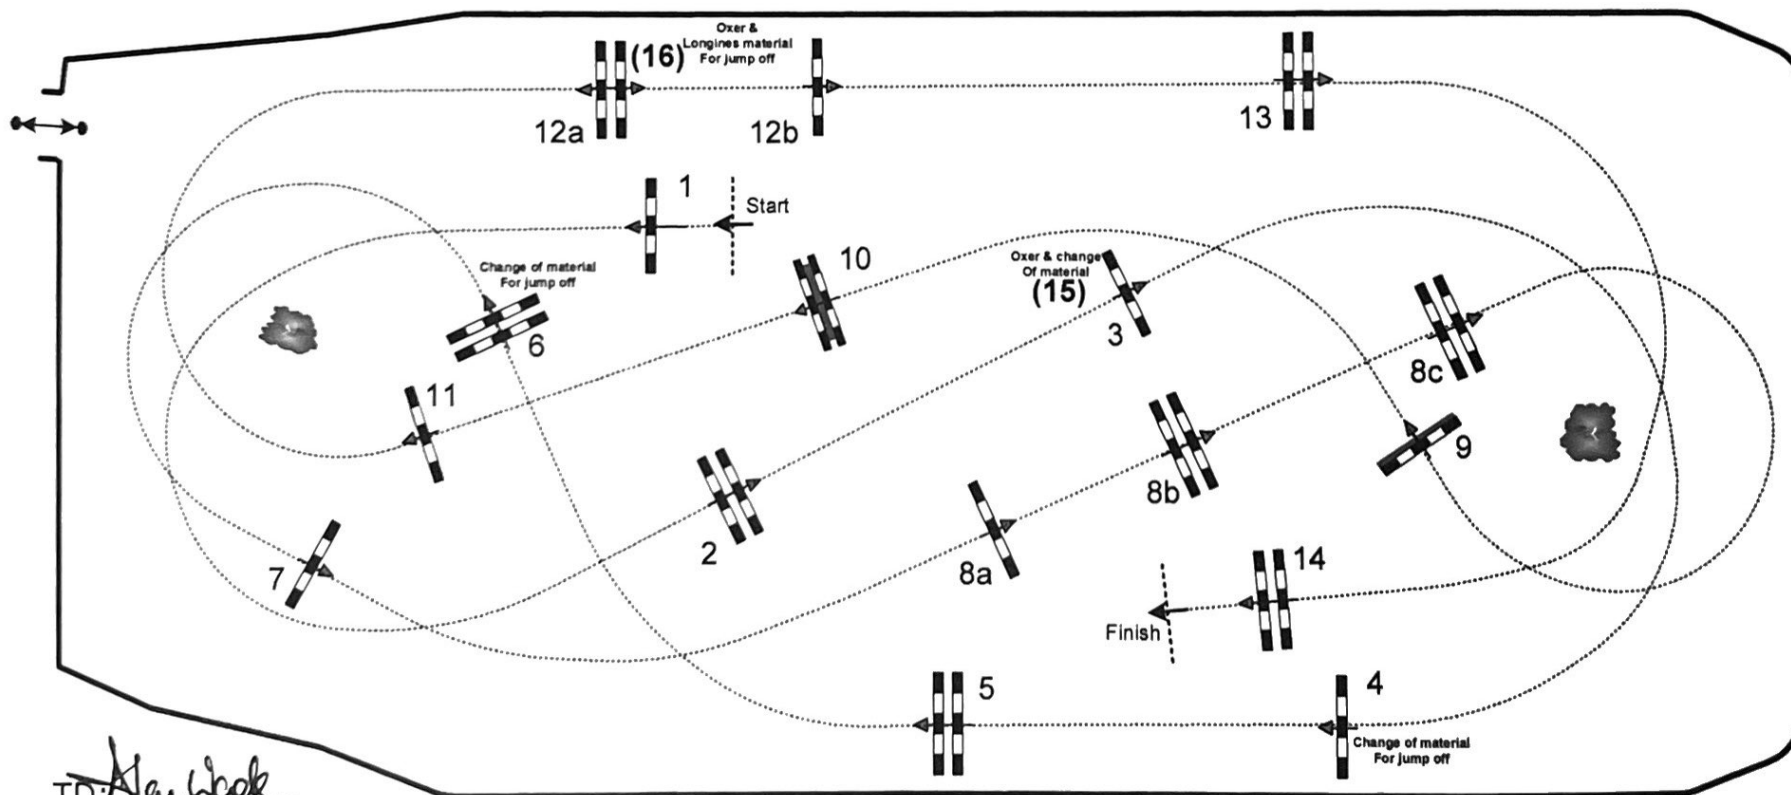 Oxer &
Longines material
For jump off
(16)
12a
12b
13
1
Start
Change of material
For jump off
6
10
Oxer & change
Of material
(15)
3
8c
11
9
2
8b
8a
7
14
Finish
5
4
Change of material
For jump off
TD: